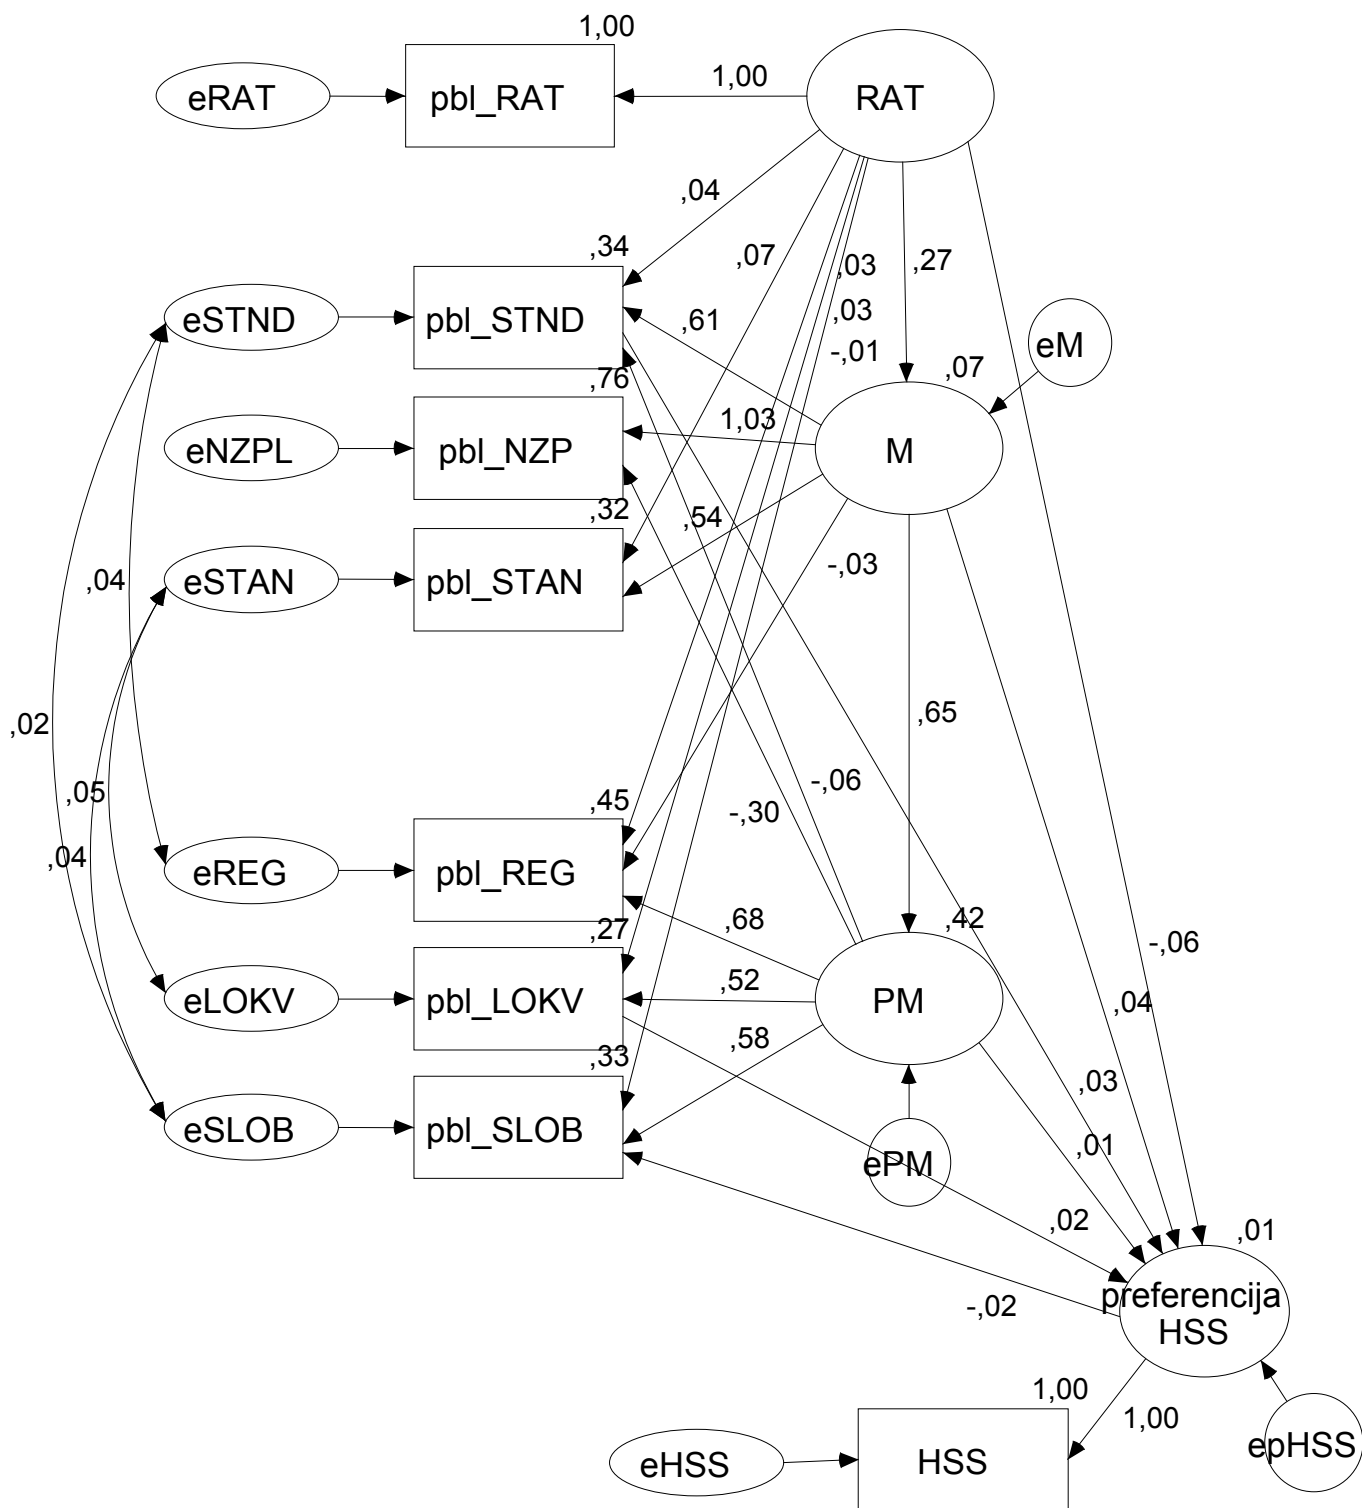 1,00
eRAT
pbl_RAT
1,00
RAT
,04
,34
,07
,03
,27
,03
eSTND
pbl_STND
,61
-,01
eM
,07
,76
1,03
eNZPL
pbl_NZP
M
,32
,54
-,03
,04
eSTAN
pbl_STAN
,65
,02
,05
,45
-,30
-,06
,04
eREG
pbl_REG
,68
,42
,27
-,06
eLOKV
pbl_LOKV
,52
PM
,04
,33
,58
,03
eSLOB
pbl_SLOB
,01
ePM
,02
,01
preferencija
HSS
-,02
1,00
1,00
eHSS
HSS
epHSS